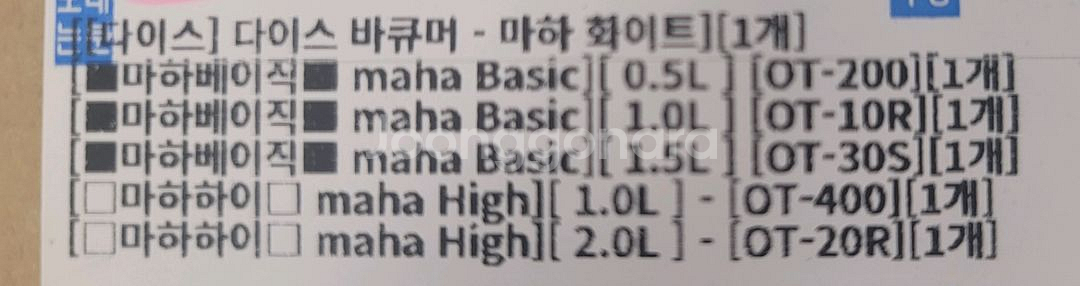 [[다이스] 다이스 바큐머 - 마하 화이트][1개]
[■마하베이직■ maha Basic][ 0.5L ] [OT-200][1개]
[■마하베이직■ maha Basic][ 1.0L ] [OT-10R][1개]
[■마하베이직■ maha Basic][ 1.5L ] [OT-30S][1개]
[□마하하이□ maha High][ 1.0L ] - [OT-400][1개]
[□마하하이□ maha High][ 2.0L ] - [OT-20R][1개]
joonggonara